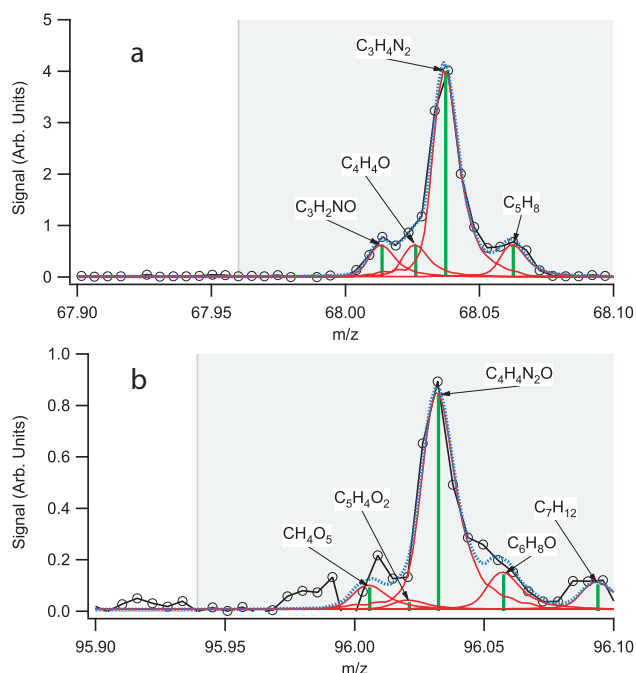 5
4
3
2
1
0
Signal (Arb. Units)
a
C3H4N2
C4H4O
C3H2NO
C5H8
67.90
67.95
68.00
68.05
68.10
m/z
1.0
0.8
0.6
0.4
0.2
0.0
Signal (Arb. Units)
b
C4H4N2O
C5H4O2
CH4O5
C7H12
C6H8O
95.90
95.95
96.00
96.05
96.10
m/z